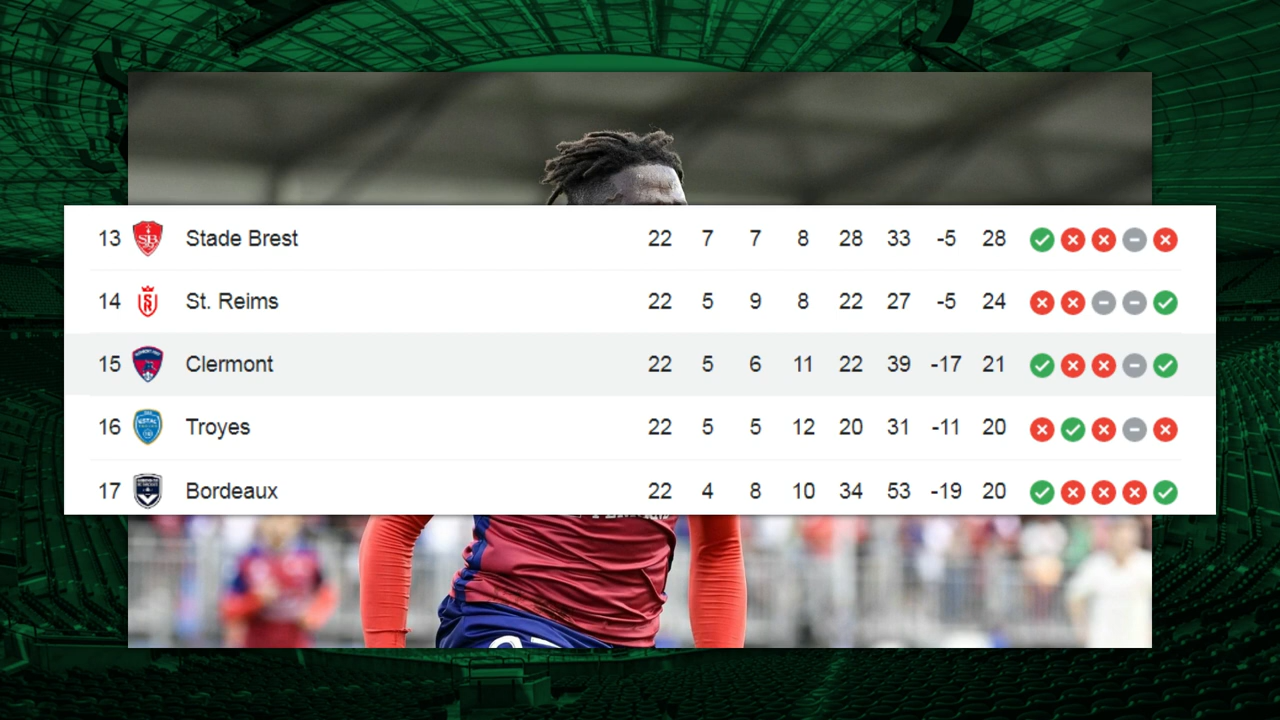 13 Stade Brest 22 7 7 8 28 33 -5 28
14 St. Reims 22 5 9 8 22 27 -5 24
15 Clermont 22 5 6 11 22 39 -17 21
16 Troyes 22 5 5 12 20 31 -11 20
17 Bordeaux 22 4 8 10 34 53 -19 20